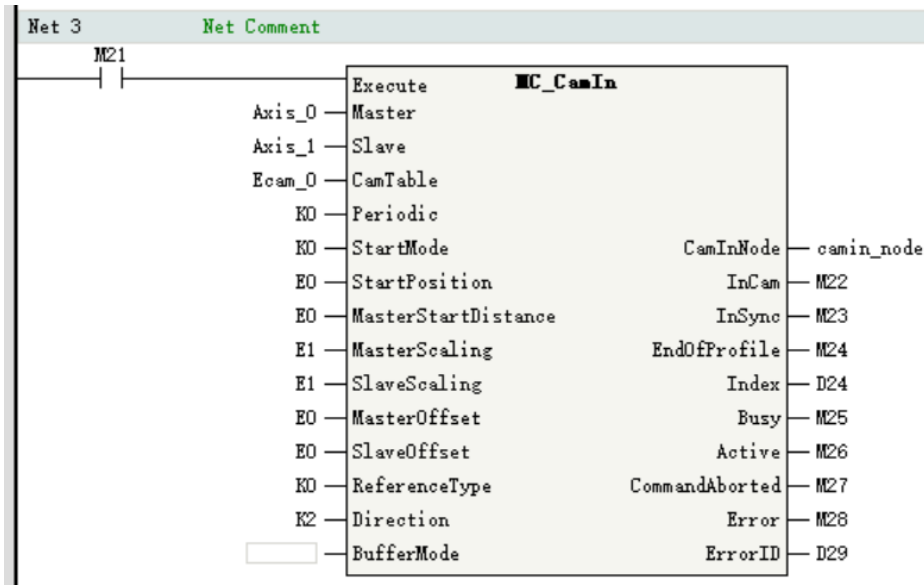 Net 3 Net Comment
M21
Execute MC_CamIn
Axis_0 Master
Axis_1 Slave
Ecam_0 CamTable
K0 Periodic
K0 StartMode CamInNode camin_node
E0 StartPosition InCam M22
E0 MasterStartDistance InSync M23
E1 MasterScaling EndOfProfile M24
E1 SlaveScaling Index D24
E0 MasterOffset Busy M25
E0 SlaveOffset Active M26
K0 ReferenceType CommandAborted M27
K2 Direction Error M28
BufferMode ErrorID D29